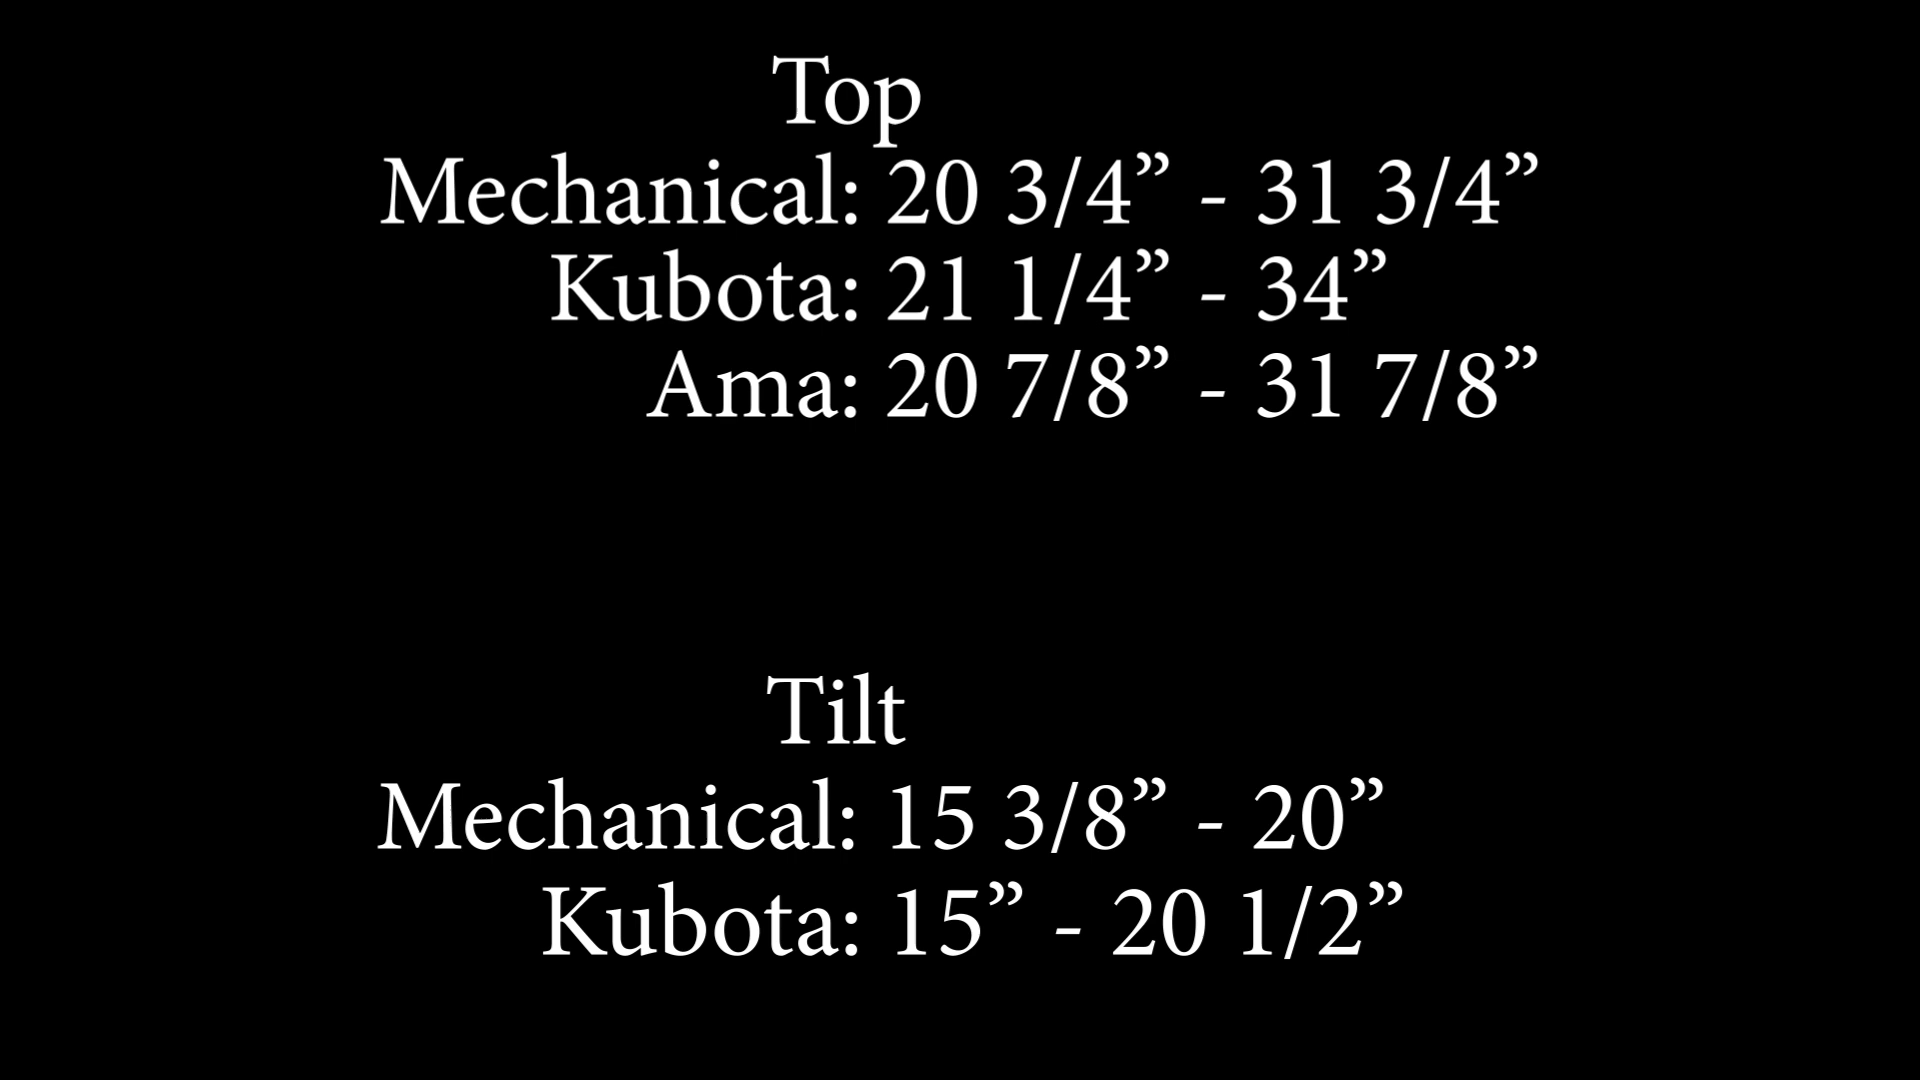 Top
Mechanical: 20 3/4” - 31 3/4”
Kubota: 21 1/4” - 34”
Ama: 20 7/8” - 31 7/8”
Tilt
Mechanical: 15 3/8” - 20”
Kubota: 15” - 20 1/2”